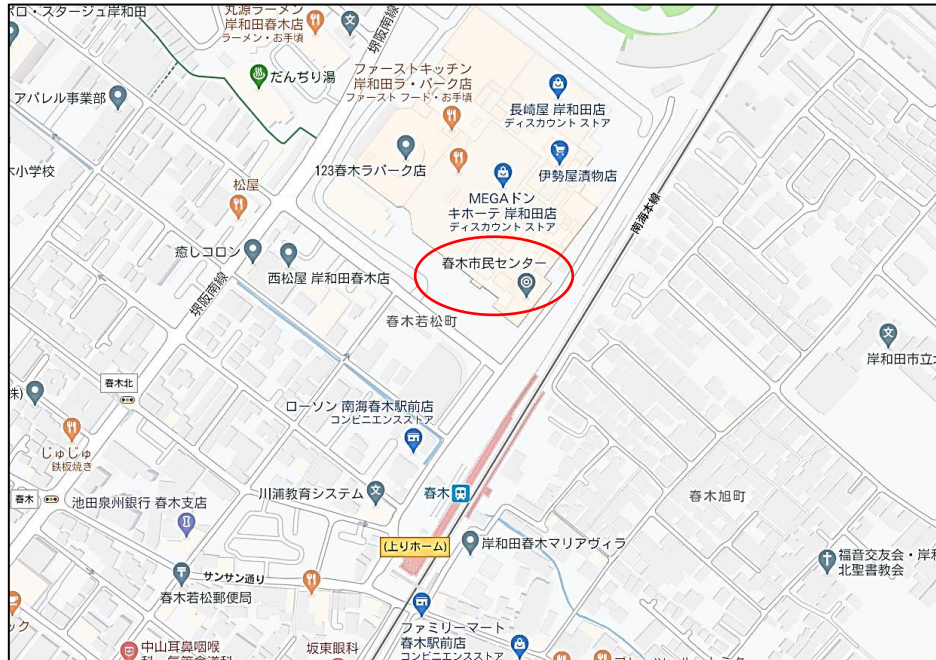 ロ・ステージュ岸和田
丸源ラーメン
岸和田春木店
ラーメン・お手頃
堺阪南線
だんぢり湯
ファーストキッチン
岸和田ラ・パーク店
ファースト フード・お手頃
長崎屋 岸和田店
ディスカウント ストア
アパレル事業部
123春木ラパーク店
伊勢屋漬物店
小学校
松屋
MEGAドン
キホーテ 岸和田店
ディスカウント ストア
南海本線
癒しコロン
西松屋 岸和田春木店
春木市民センター
堺阪南線
春木若松町
岸和田市立
春木北
株)
ローソン 南海春木駅前店
コンビニエンスストア
じゅじゅ
鉄板焼き
春木
池田泉州銀行 春木支店
川浦教育システム
春木
春木旭町
(上りホーム)
岸和田春木マリアヴィラ
福音交友会・岸和
北聖書教会
サンサン通り
春木若松郵便局
ック
ファミリーマート
春木駅前店
コンビニエンスストア
中山耳鼻咽喉
坂東眼科